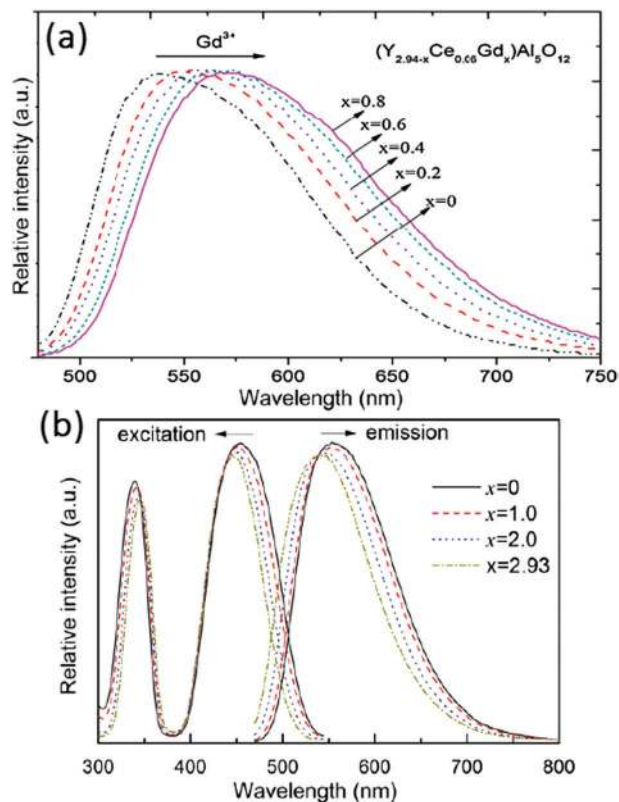 (a)
Gd³⁺
(Y₂.₉₄₋ₓCe₀.₀₆Gdₓ)Al₅O₁₂
x=0.8
x=0.6
x=0.4
x=0.2
x=0
Relative intensity (a.u.)
500 550 600 650 700 750
Wavelength (nm)
(b)
excitation emission
x=0
x=1.0
x=2.0
x=2.93
Relative intensity (a.u.)
300 400 500 600 700 800
Wavelength (nm)